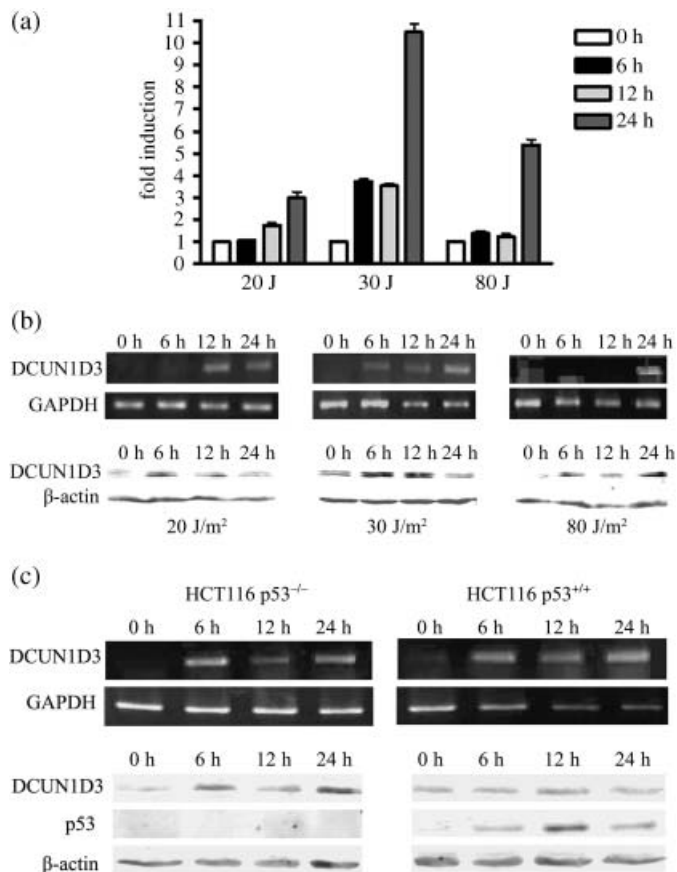 (a)
fold induction
11
10
9
8
7
6
5
4
3
2
1
0
20 J 30 J 80 J
0 h
6 h
12 h
24 h
(b)
0 h 6 h 12 h 24 h 0 h 6 h 12 h 24 h 0 h 6 h 12 h 24 h
DCUN1D3
GAPDH
0 h 6 h 12 h 24 h 0 h 6 h 12 h 24 h 0 h 6 h 12 h 24 h
DCUN1D3
β-actin
20 J/m² 30 J/m² 80 J/m²
(c)
HCT116 p53⁻/⁻ HCT116 p53⁺/⁺
0 h 6 h 12 h 24 h 0 h 6 h 12 h 24 h
DCUN1D3
GAPDH
0 h 6 h 12 h 24 h 0 h 6 h 12 h 24 h
DCUN1D3
p53
β-actin